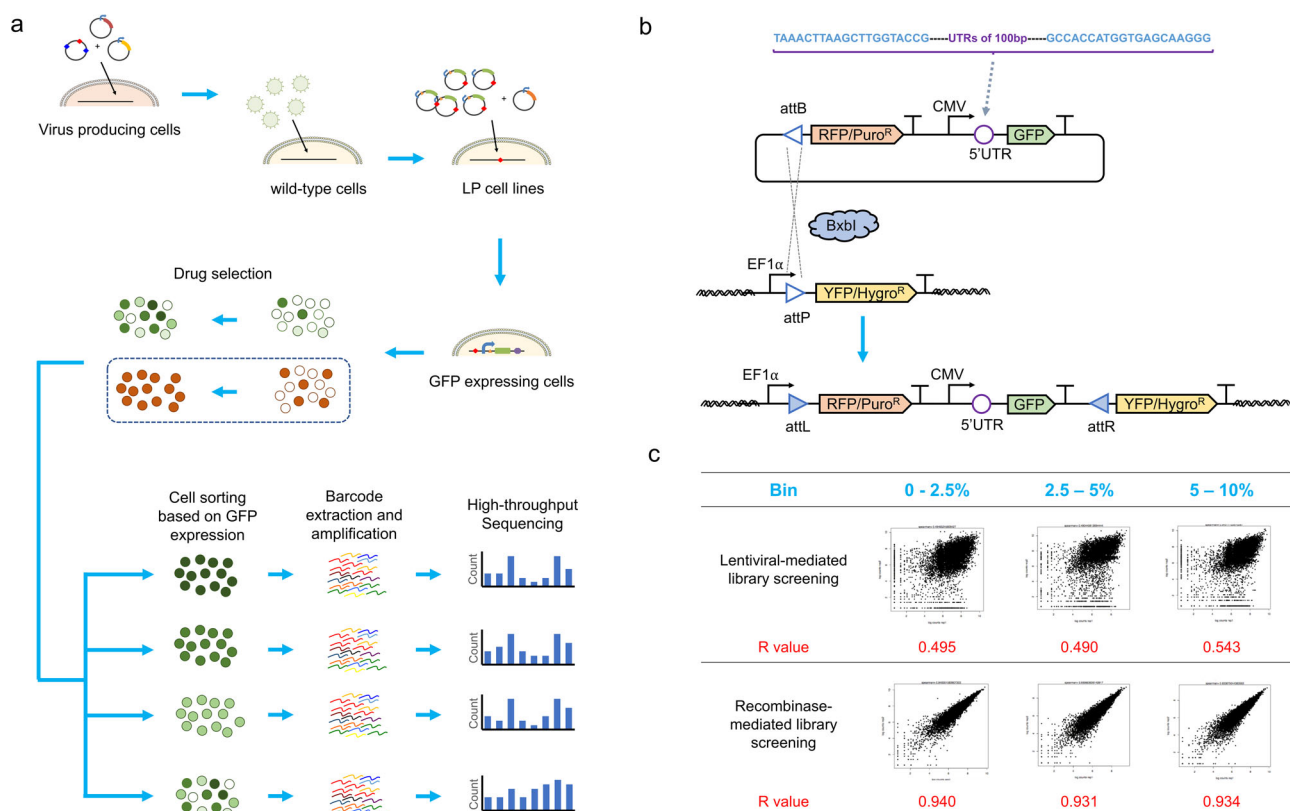 a
+
Virus producing cells
wild-type cells
+
LP cell lines
Drug selection
GFP expressing cells
Cell sorting
based on GFP
expression
Barcode
extraction and
amplification
High-throughput
Sequencing
Count
Count
Count
Count
b
TAAACTTAAGCTTGGTACCG-----UTRs of 100bp-----GCCACCATGGTGAGCAAGGG
attB
CMV
RFP/Puroᴿ
GFP
5'UTR
BxbI
EF1α
YFP/Hygroᴿ
attP
EF1α
CMV
RFP/Puroᴿ
GFP
YFP/Hygroᴿ
attL
5'UTR
attR
c
Bin
0 - 2.5%
2.5 – 5%
5 – 10%
Lentiviral-mediated
library screening
R value
0.495
0.490
0.543
Recombinase-
mediated library
screening
R value
0.940
0.931
0.934